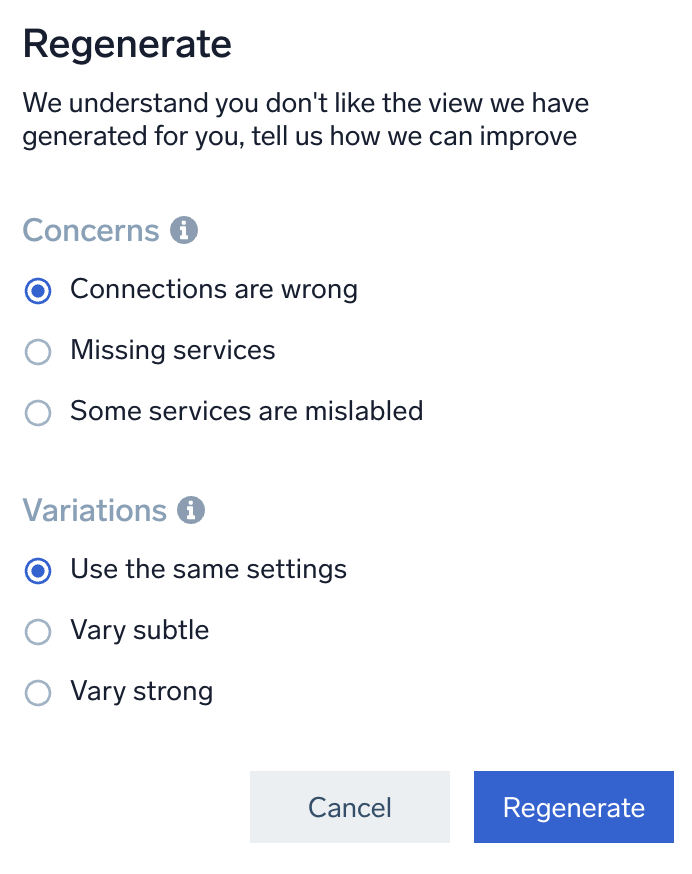 Regenerate
We understand you don't like the view we have
generated for you, tell us how we can improve
Concerns
Connections are wrong
Missing services
Some services are mislabled
Variations
Use the same settings
Vary subtle
Vary strong
Cancel
Regenerate